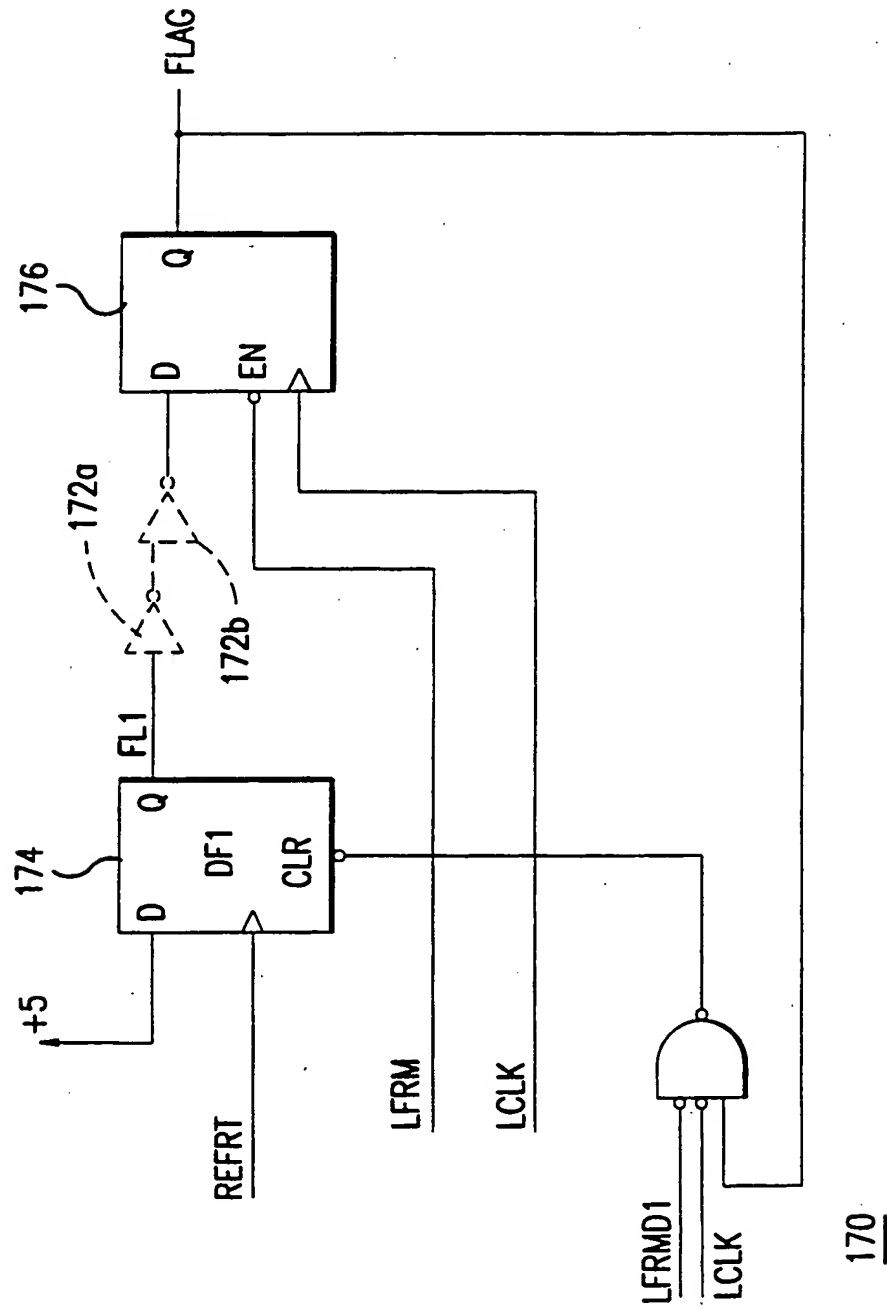 +5
174
D
Q
DF1
CLR
FL1
172a
172b
176
D
Q
EN
FLAG
REFRT
LFRM
LCLK
LFRMD1
LCLK
170